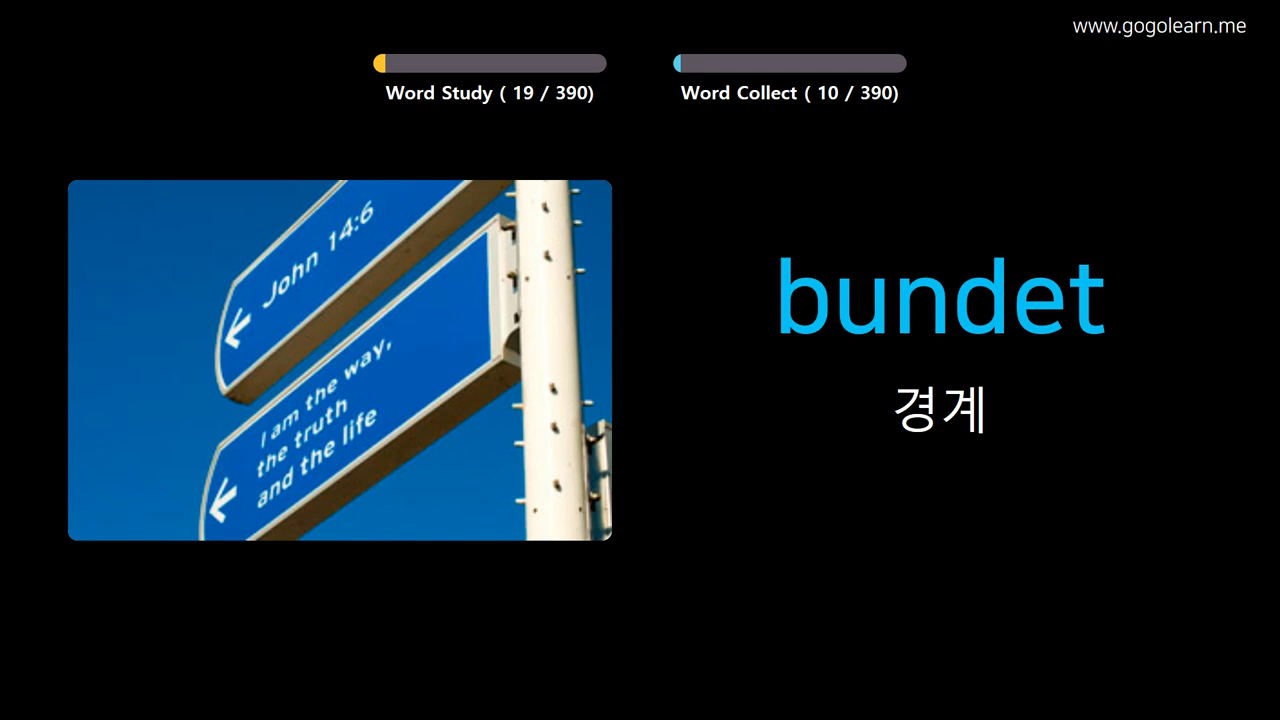 www.gogolearn.me
Word Study ( 19 / 390)
Word Collect ( 10 / 390)
John 14:6
I am the way,
the truth
and the life
bundet
경계